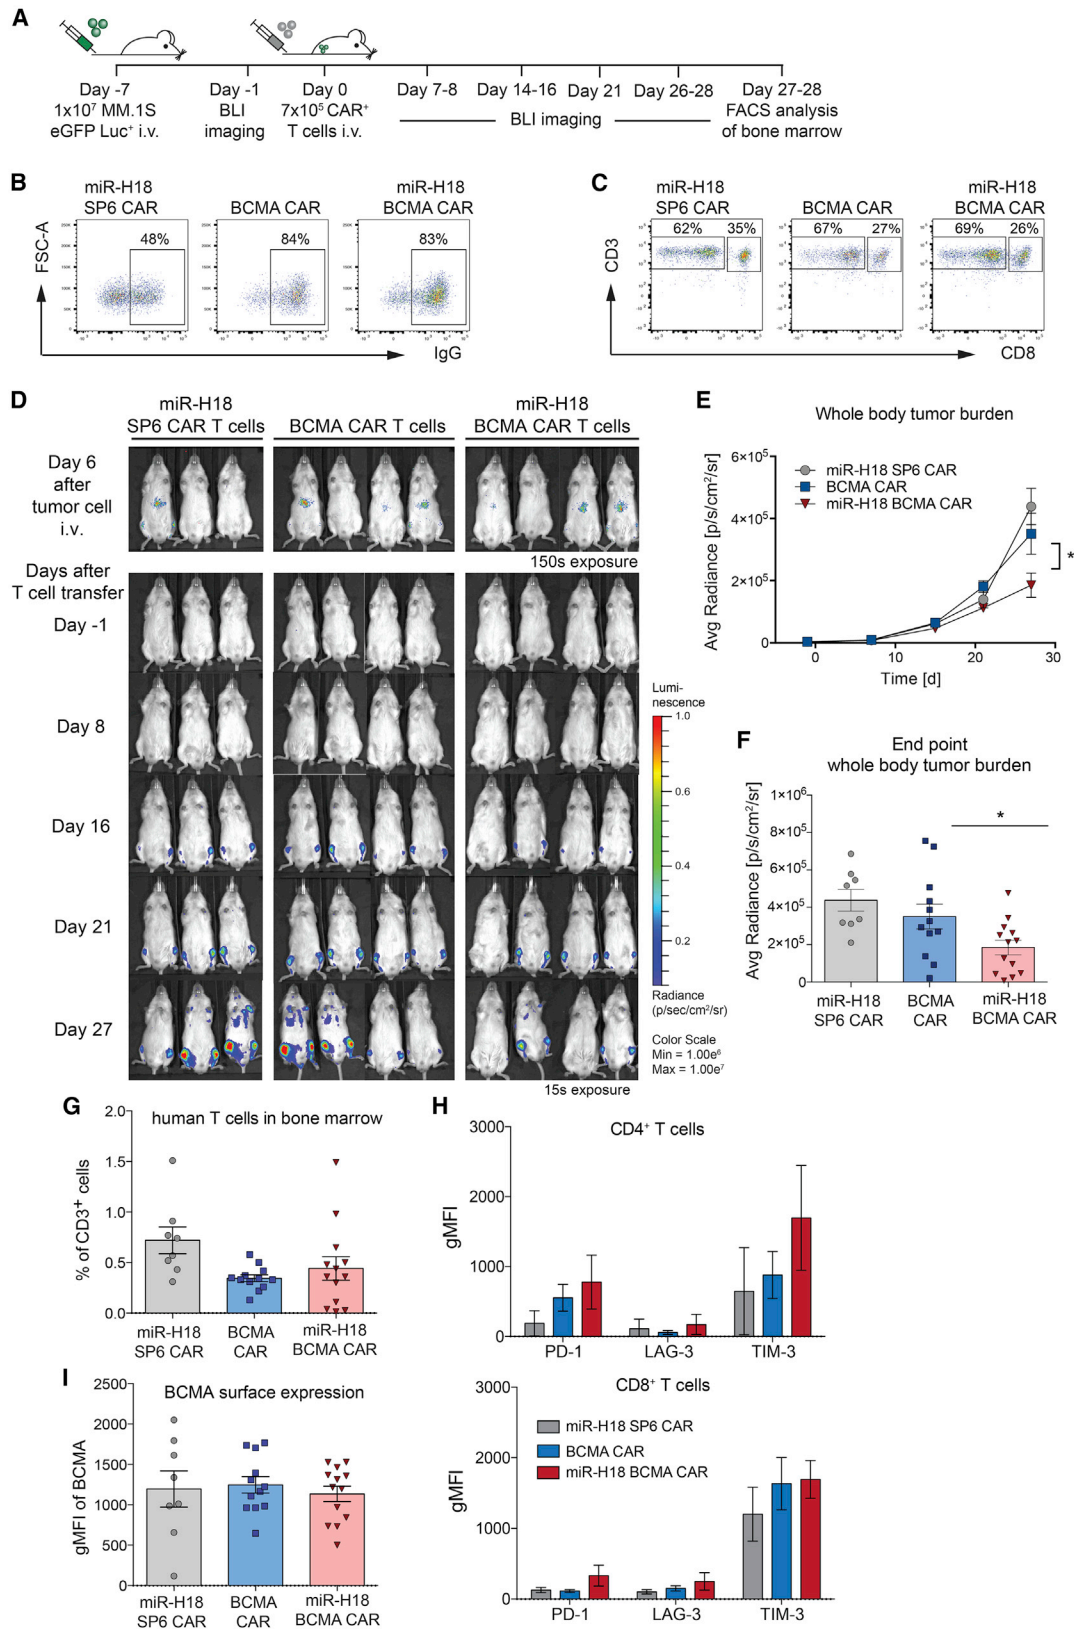 A
Day -7
1x10⁷ MM.1S
eGFP Luc⁺ i.v.
Day -1
BLI
imaging
Day 0
7x10⁵ CAR⁺
T cells i.v.
Day 7-8
Day 14-16
Day 21
Day 26-28
BLI imaging
Day 27-28
FACS analysis
of bone marrow
B
miR-H18
SP6 CAR
BCMA CAR
miR-H18
BCMA CAR
FSC-A
48%
84%
83%
IgG
C
miR-H18
SP6 CAR
BCMA CAR
miR-H18
BCMA CAR
CD3
62%
35%
67%
27%
69%
26%
CD8
D
miR-H18
SP6 CAR T cells
BCMA CAR T cells
miR-H18
BCMA CAR T cells
Day 6
after
tumor cell
i.v.
150s exposure
Days after
T cell transfer
Day -1
Day 8
Day 16
Day 21
Day 27
15s exposure
Lumi-
nescence
1.0
0.8
0.6
0.4
0.2
Radiance
(p/sec/cm²/sr)
Color Scale
Min = 1.00e⁶
Max = 1.00e⁷
E
Whole body tumor burden
Avg Radiance [p/s/cm²/sr]
6×10⁵
4×10⁵
2×10⁵
0
miR-H18 SP6 CAR
BCMA CAR
miR-H18 BCMA CAR
*
0
10
20
30
Time [d]
F
End point
whole body tumor burden
Avg Radiance [p/s/cm²/sr]
1×10⁶
8×10⁵
6×10⁵
4×10⁵
2×10⁵
0
*
miR-H18
SP6 CAR
BCMA
CAR
miR-H18
BCMA CAR
G
human T cells in bone marrow
% of CD3⁺ cells
2.0
1.5
1.0
0.5
0.0
miR-H18
SP6 CAR
BCMA
CAR
miR-H18
BCMA CAR
H
CD4⁺ T cells
gMFI
3000
2000
1000
0
PD-1
LAG-3
TIM-3
CD8⁺ T cells
gMFI
3000
2000
1000
0
miR-H18 SP6 CAR
BCMA CAR
miR-H18 BCMA CAR
PD-1
LAG-3
TIM-3
I
BCMA surface expression
gMFI of BCMA
2500
2000
1500
1000
500
0
miR-H18
SP6 CAR
BCMA
CAR
miR-H18
BCMA CAR